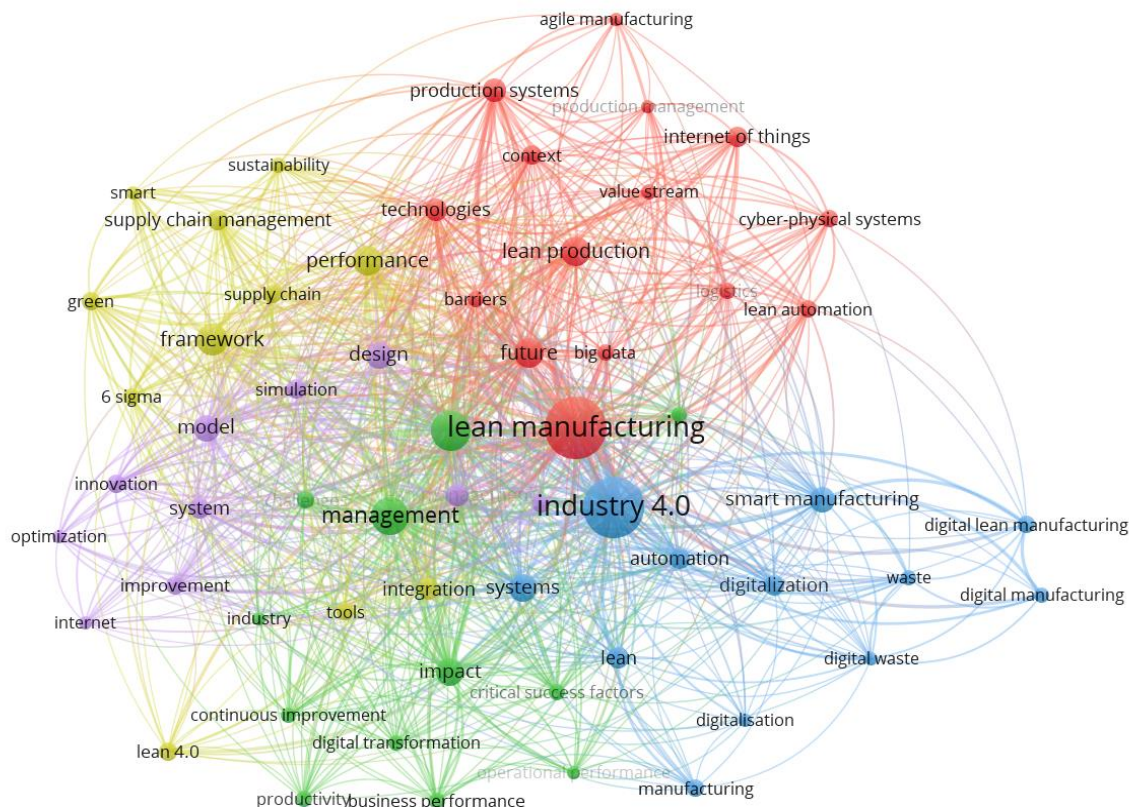 agile manufacturing
production systems
production management
internet of things
context
sustainability
smart
value stream
technologies
supply chain management
cyber-physical systems
lean production
performance
supply chain
logistics
green
barriers
lean automation
framework
design
future
big data
simulation
6 sigma
model
lean manufacturing
innovation
system
management
industry 4.0
smart manufacturing
digital lean manufacturing
optimization
automation
improvement
integration
systems
digitalization
waste
digital manufacturing
internet
industry
tools
lean
digital waste
impact
critical success factors
continuous improvement
digitalisation
lean 4.0
digital transformation
operational performance
manufacturing
productivity
business performance